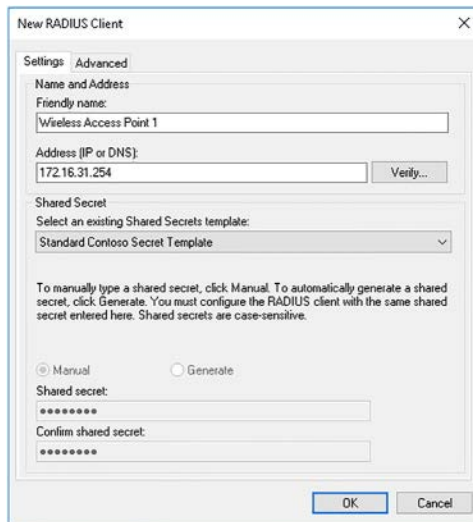 New RADIUS Client
Settings Advanced
Name and Address
Friendly name:
Wireless Access Point 1
Address (IP or DNS):
172.16.31.254
Verify...
Shared Secret
Select an existing Shared Secrets template:
Standard Contoso Secret Template
To manually type a shared secret, click Manual. To automatically generate a shared
secret, click Generate. You must configure the RADIUS client with the same shared
secret entered here. Shared secrets are case-sensitive.
Manual Generate
Shared secret:
●●●●●●●●
Confirm shared secret:
●●●●●●●●
OK Cancel